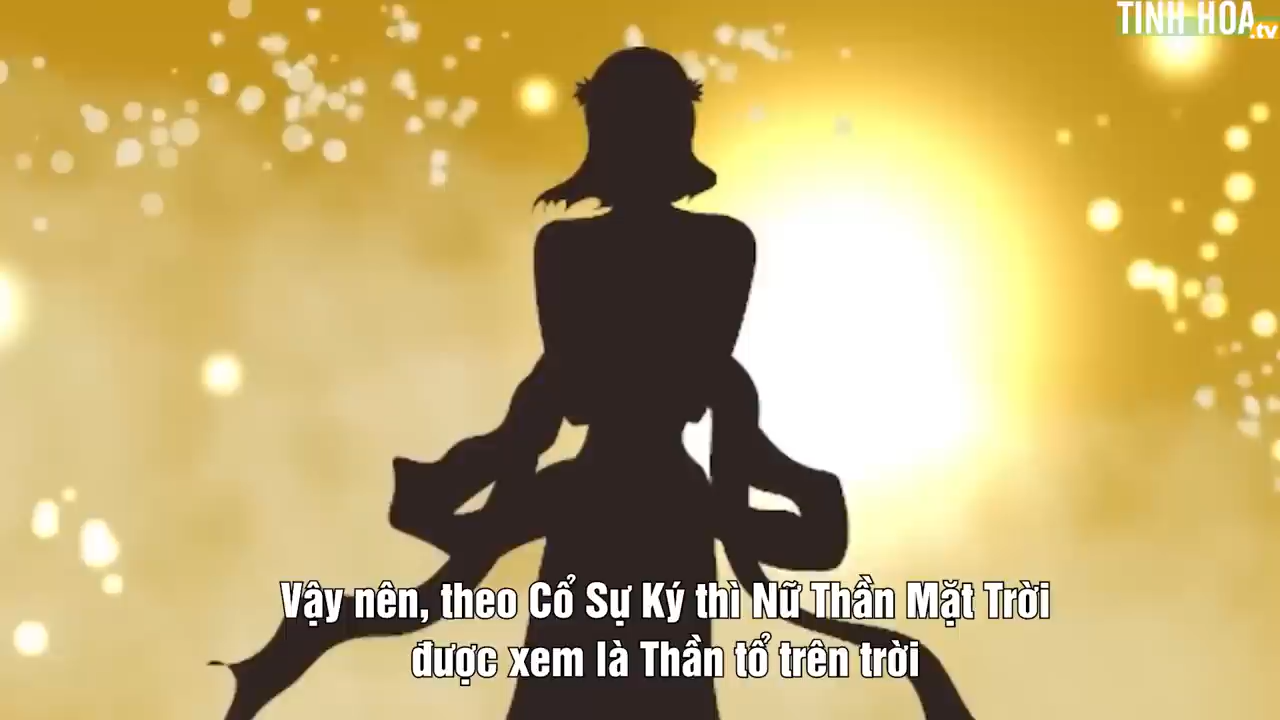 TINH HOA
.tv
Vậy nên, theo Cổ Sự Ký thì Nữ Thần Mặt Trời
được xem là Thần tổ trên trời